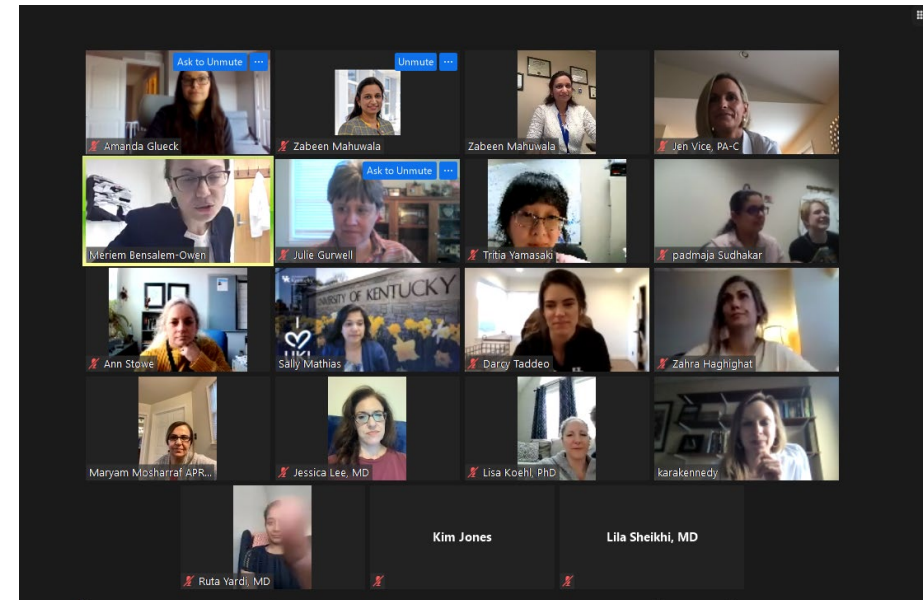 Ask to Unmute
Unmute
Amanda Glueck
Zabeen Mahuwala
Zabeen Mahuwala
Jen Vice, PA-C
Ask to Unmute
Meriem Bensalem-Owen
Julie Gurwell
Tritia Yamasaki
padmaja Sudhakar
UNIVERSITY OF KENTUCKY
I
UK!
Ann Stowe
Sally Mathias
Darcy Taddeo
Zahra Haghighat
Maryam Mosharraf APR...
Jessica Lee, MD
Lisa Koehl, PhD
karakennedy
Kim Jones
Lila Sheikhi, MD
Ruta Yardi, MD